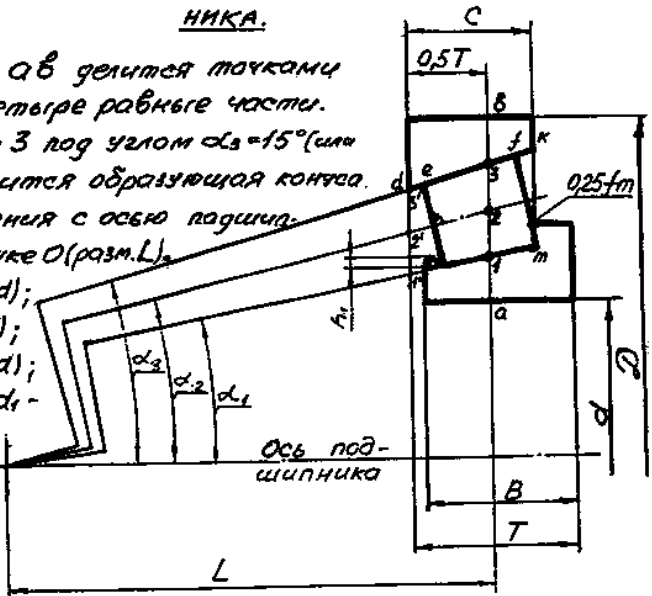 НИКА.
ав делится точками
етыре равные части.
3 под углом α₃=15°(или
ится образующая конуса.
ения с осью подшип-
ке О(разм.L).
d);
);
d);
d₁-
C
0,5T
в
f
к
d
e
3
3'
0,25fm
2
2'
1
m
1'
h₁
a
α₃
α₂
α₁
D
d
Ось под-
шипника
B
T
L